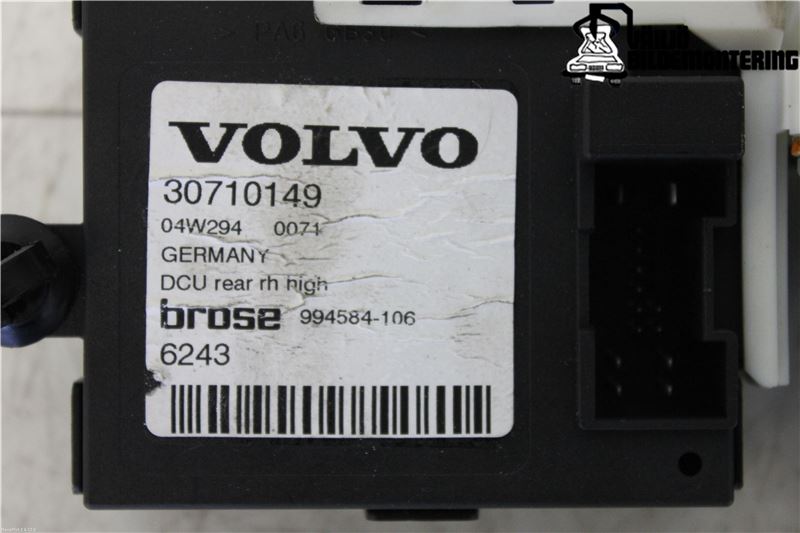 VOLVO
30710149
04W294 0071
GERMANY
DCU rear rh high
brose 994584-106
6243
BILDEMONTERING